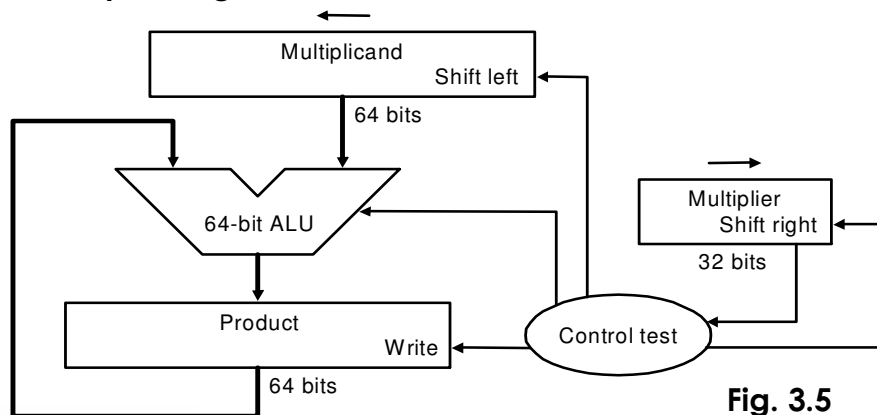 Multiplicand
Shift left
64 bits
64-bit ALU
Multiplier
Shift right
32 bits
Product
Write
Control test
64 bits
Fig. 3.5